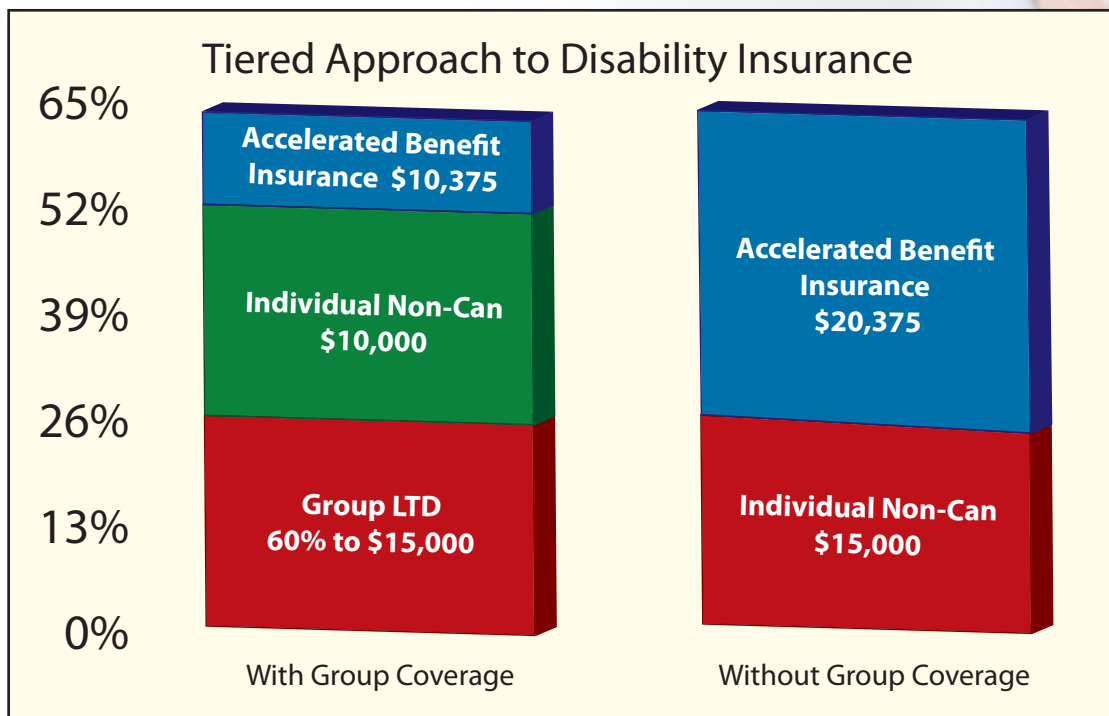 Tiered Approach to Disability Insurance
65%
52%
39%
26%
13%
0%
Accelerated Benefit
Insurance $10,375
Individual Non-Can
$10,000
Group LTD
60% to $15,000
With Group Coverage
Accelerated Benefit
Insurance
$20,375
Individual Non-Can
$15,000
Without Group Coverage